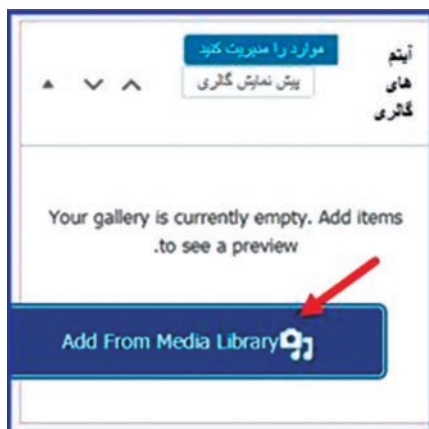 آیتم
های
گالری
موارد را مدیریت کنید
پیش نمایش گالری
Your gallery is currently empty. Add items
.to see a preview
Add From Media Library